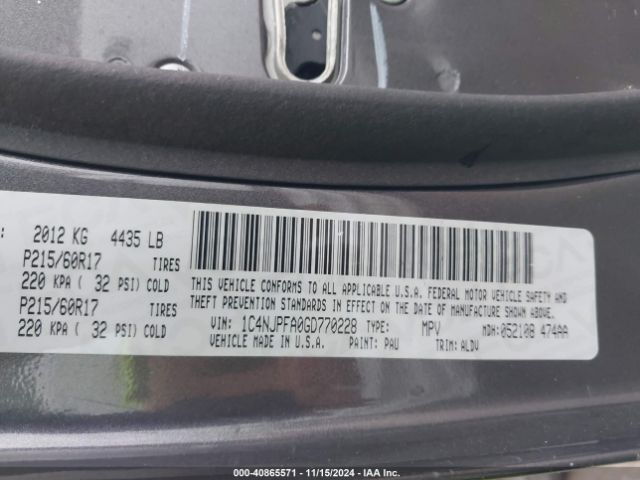 : 2012 KG 4435 LB
P215/60R17 TIRES
220 KPA ( 32 PSI) COLD
P215/60R17 TIRES
220 KPA ( 32 PSI) COLD
THIS VEHICLE CONFORMS TO ALL APPLICABLE U.S.A. FEDERAL MOTOR VEHICLE SAFETY AND
THEFT PREVENTION STANDARDS IN EFFECT ON THE DATE OF MANUFACTURE SHOWN ABOVE.
VIN: 1C4NJPFA0GD770228 TYPE: MPV MDH: 052108 474AA
VEHICLE MADE IN U.S.A. PAINT: PAU TRIM: ALDV
000-40865571 - 11/15/2024 - IAA Inc.